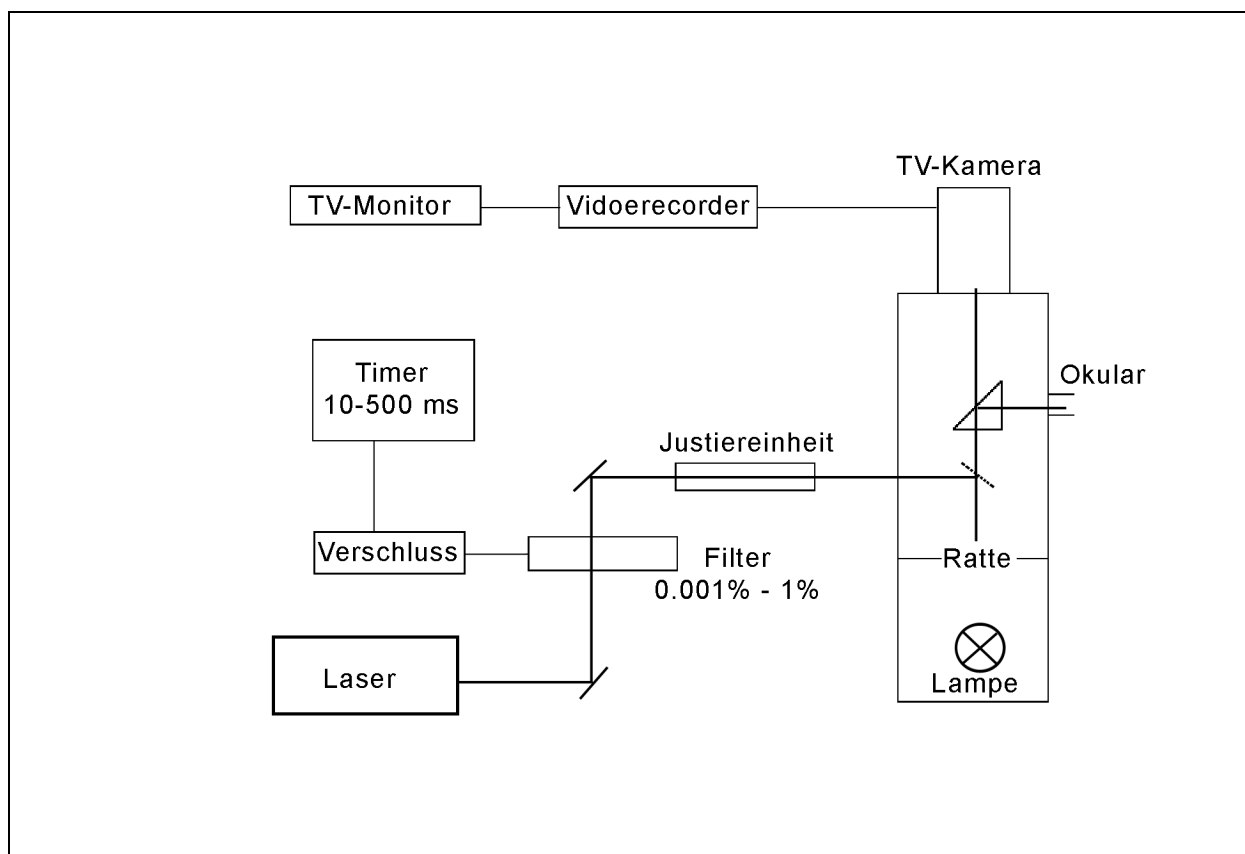 TV-Kamera
TV-Monitor
Vidoerecorder
Timer
10-500 ms
Okular
Justiereinheit
Verschluss
Filter
0.001% - 1%
Ratte
Laser
Lampe